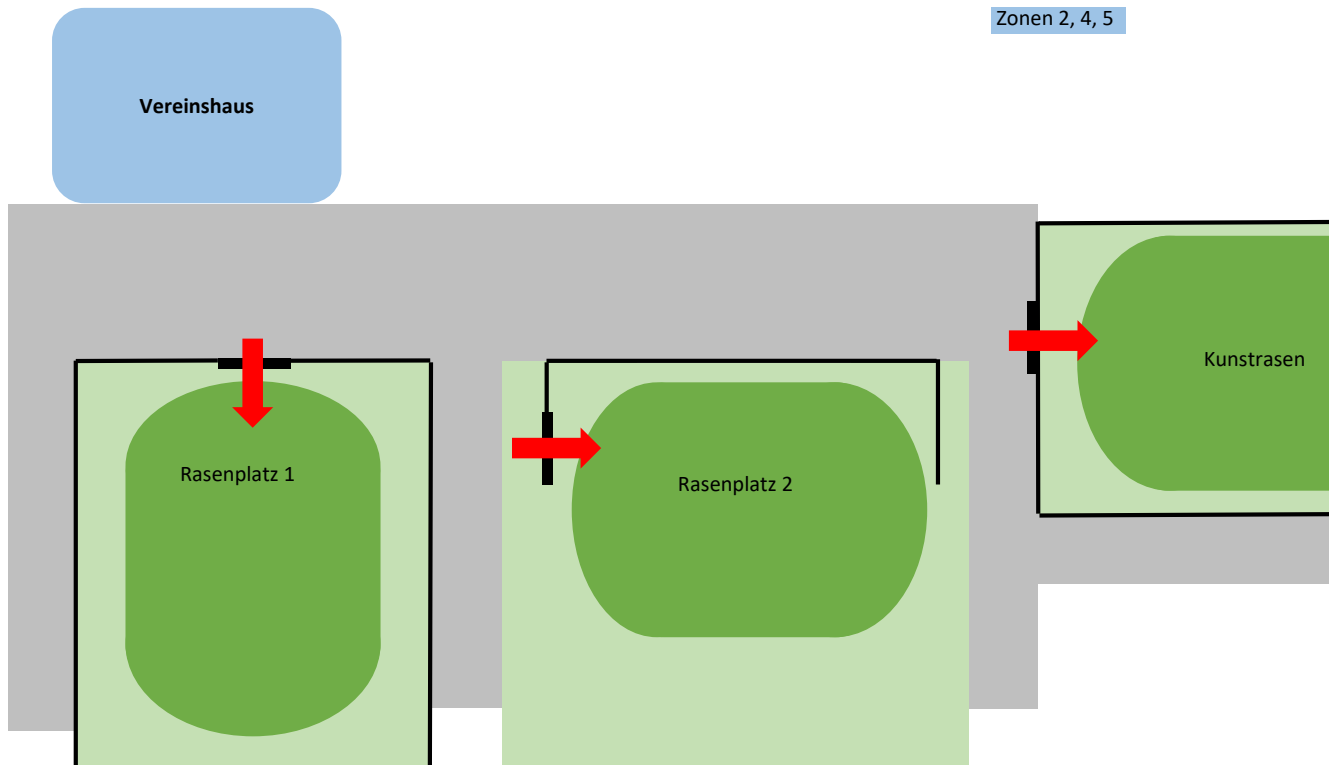 Zonen 2, 4, 5
Vereinshaus
Kunstrasen
Rasenplatz 1
Rasenplatz 2